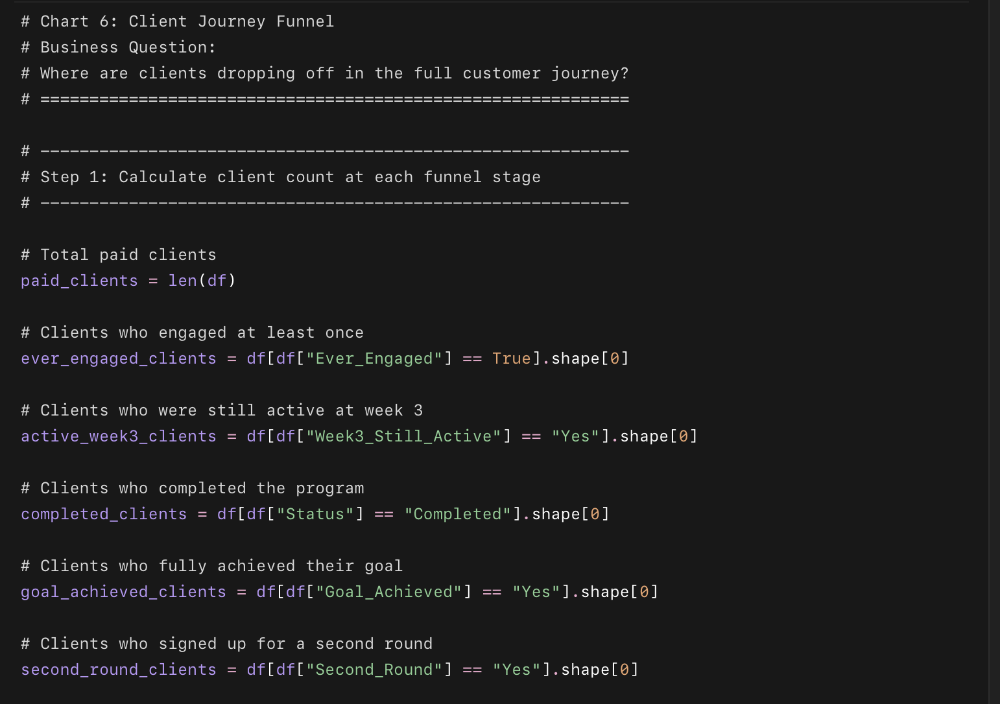 # Chart 6: Client Journey Funnel
# Business Question:
# Where are clients dropping off in the full customer journey?
# ============================================================
# ------------------------------------------------------------
# Step 1: Calculate client count at each funnel stage
# ------------------------------------------------------------
# Total paid clients
paid_clients = len(df)
# Clients who engaged at least once
ever_engaged_clients = df[df["Ever_Engaged"] == True].shape[0]
# Clients who were still active at week 3
active_week3_clients = df[df["Week3_Still_Active"] == "Yes"].shape[0]
# Clients who completed the program
completed_clients = df[df["Status"] == "Completed"].shape[0]
# Clients who fully achieved their goal
goal_achieved_clients = df[df["Goal_Achieved"] == "Yes"].shape[0]
# Clients who signed up for a second round
second_round_clients = df[df["Second_Round"] == "Yes"].shape[0]